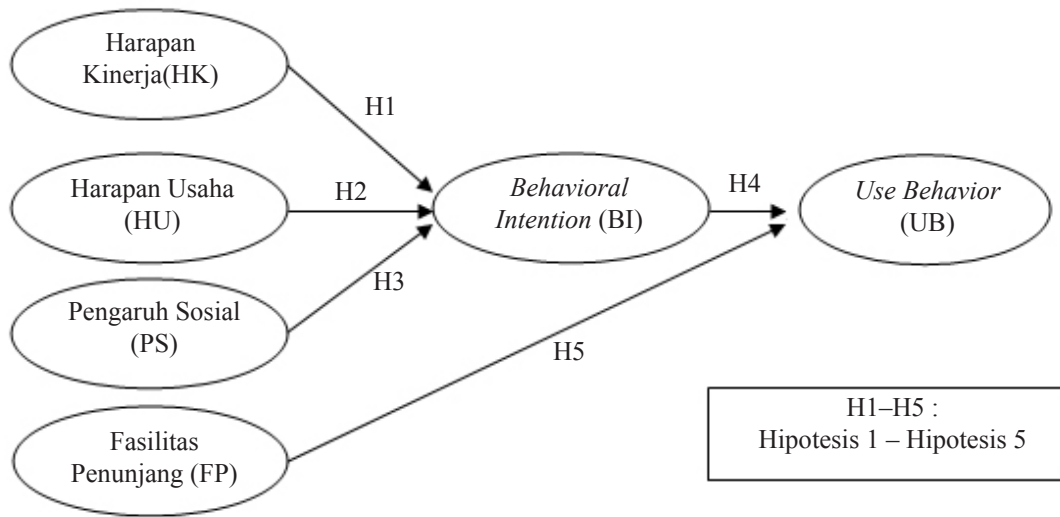 Harapan
Kinerja(HK)
H1
Harapan Usaha
(HU)
H2
Behavioral
Intention (BI)
H4
Use Behavior
(UB)
H3
Pengaruh Sosial
(PS)
H5
Fasilitas
Penunjang (FP)
H1–H5 :
Hipotesis 1 – Hipotesis 5